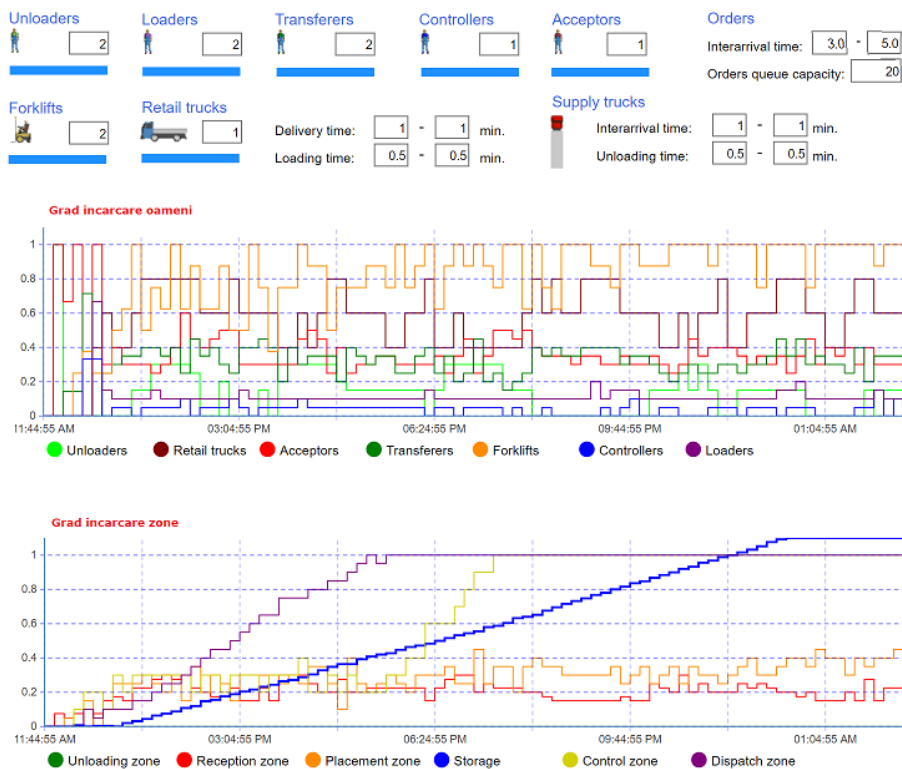 Unloaders Loaders Transferers Controllers Acceptors Orders
2 2 2 1 1 Interarrival time: 3.0 - 5.0
Orders queue capacity: 20
Forklifts Retail trucks Supply trucks
2 1 Delivery time: 1 - 1 min. Interarrival time: 1 - 1 min.
Loading time: 0.5 - 0.5 min. Unloading time: 0.5 - 0.5 min.
Grad incarcare oameni
1
0.8
0.6
0.4
0.2
0
11:44:55 AM 03:04:55 PM 06:24:55 PM 09:44:55 PM 01:04:55 AM
Unloaders Retail trucks Acceptors Transferers Forklifts Controllers Loaders
Grad incarcare zone
1
0.8
0.6
0.4
0.2
0
11:44:55 AM 03:04:55 PM 06:24:55 PM 09:44:55 PM 01:04:55 AM
Unloading zone Reception zone Placement zone Storage Control zone Dispatch zone